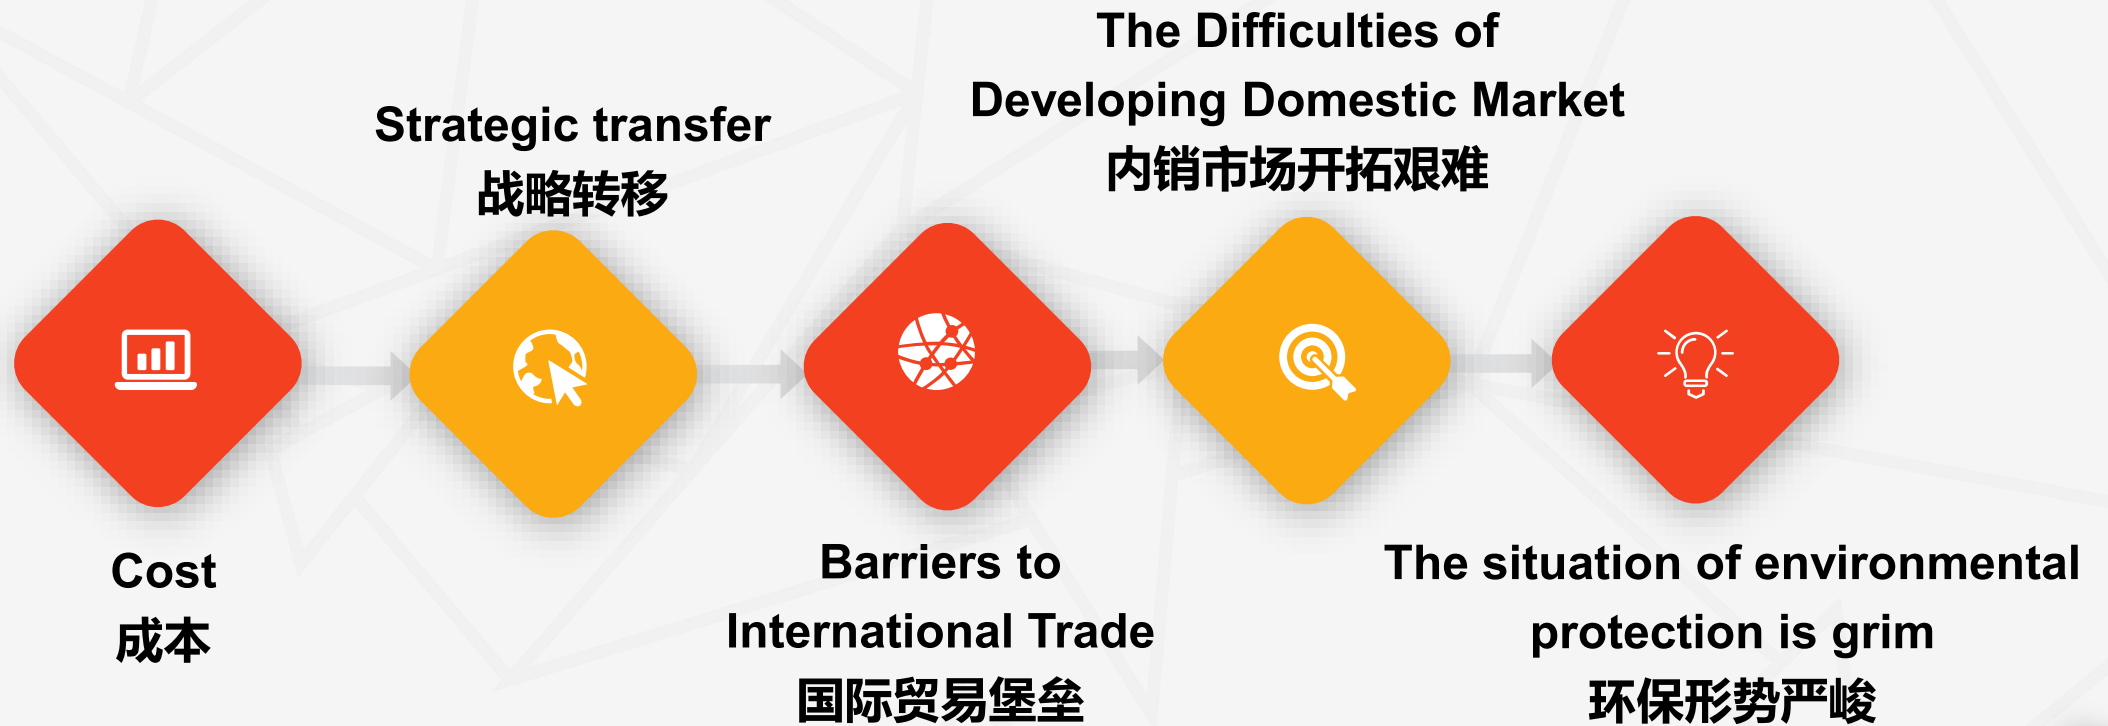 Cost
成本
Strategic transfer
战略转移
Barriers to
International Trade
国际贸易堡垒
The Difficulties of
Developing Domestic Market
内销市场开拓艰难
The situation of environmental
protection is grim
环保形势严峻